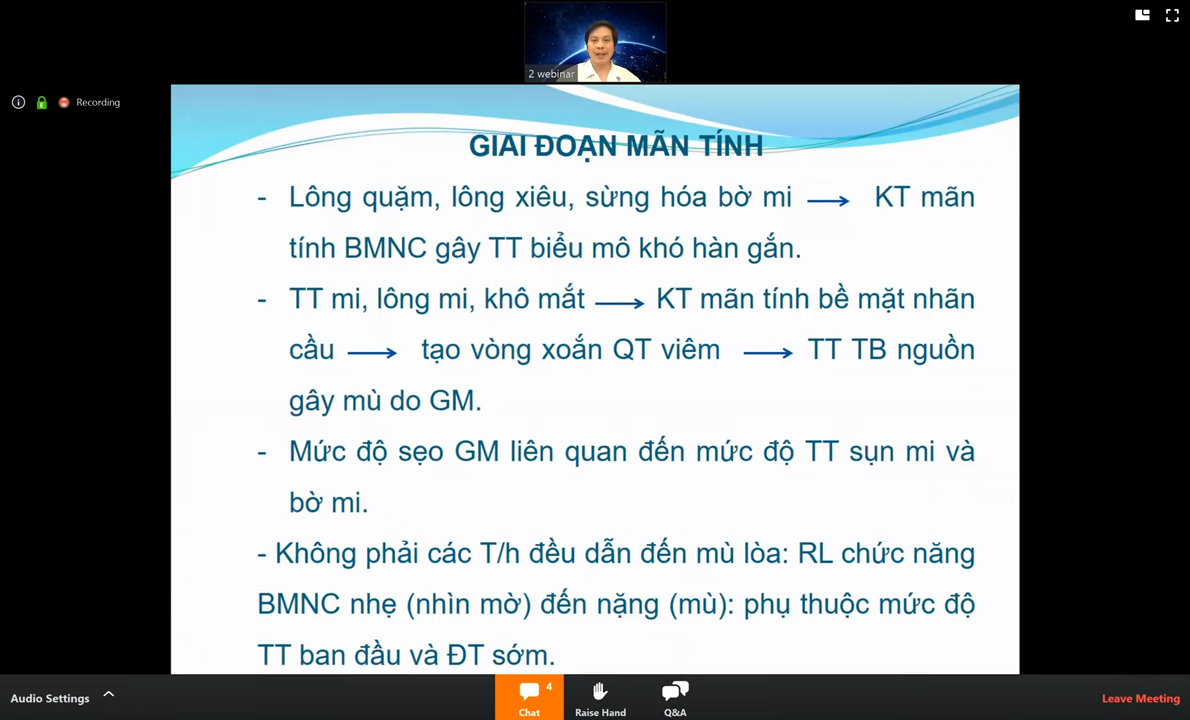 2 webinar
Recording
GIAI ĐOẠN MÃN TÍNH
- Lông quặm, lông xiêu, sừng hóa bờ mi → KT mãn
tính BMNC gây TT biểu mô khó hàn gắn.
- TT mi, lông mi, khô mắt → KT mãn tính bề mặt nhãn
cầu → tạo vòng xoắn QT viêm → TT TB nguồn
gây mù do GM.
- Mức độ sẹo GM liên quan đến mức độ TT sụn mi và
bờ mi.
- Không phải các T/h đều dẫn đến mù lòa: RL chức năng
BMNC nhẹ (nhìn mờ) đến nặng (mù): phụ thuộc mức độ
TT ban đầu và ĐT sớm.
Audio Settings
4
Chat
Raise Hand
Q&A
Leave Meeting